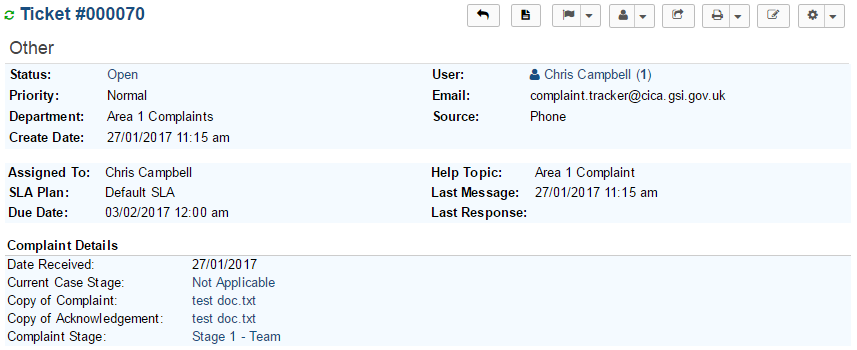 Ticket #000070
Other
Status: Open User: Chris Campbell (1)
Priority: Normal Email: complaint.tracker@cica.gsi.gov.uk
Department: Area 1 Complaints Source: Phone
Create Date: 27/01/2017 11:15 am
Assigned To: Chris Campbell Help Topic: Area 1 Complaint
SLA Plan: Default SLA Last Message: 27/01/2017 11:15 am
Due Date: 03/02/2017 12:00 am Last Response:
Complaint Details
Date Received: 27/01/2017
Current Case Stage: Not Applicable
Copy of Complaint: test doc.txt
Copy of Acknowledgement: test doc.txt
Complaint Stage: Stage 1 - Team